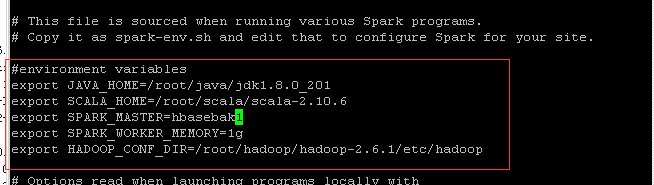 # This file is sourced when running various Spark programs.
# Copy it as spark-env.sh and edit that to configure Spark for your site.
#environment variables
export JAVA_HOME=/root/java/jdk1.8.0_201
export SCALA_HOME=/root/scala/scala-2.10.6
export SPARK_MASTER=hbasebak1
export SPARK_WORKER_MEMORY=1g
export HADOOP_CONF_DIR=/root/hadoop/hadoop-2.6.1/etc/hadoop
# Options read when launching programs locally with